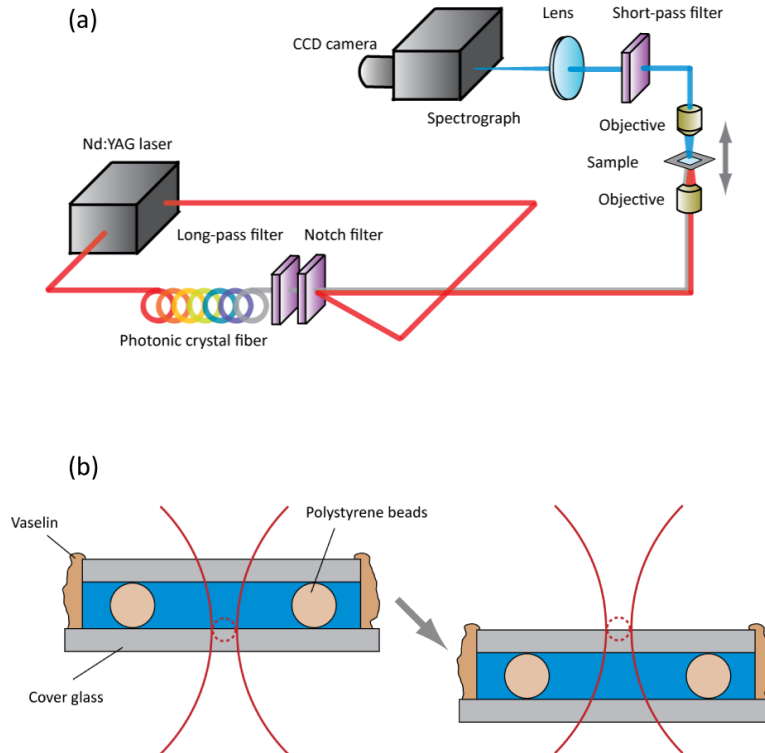 (a)
Lens
Short-pass filter
CCD camera
Spectrograph
Objective
Nd:YAG laser
Sample
Objective
Long-pass filter
Notch filter
Photonic crystal fiber
(b)
Polystyrene beads
Vaselin
Cover glass